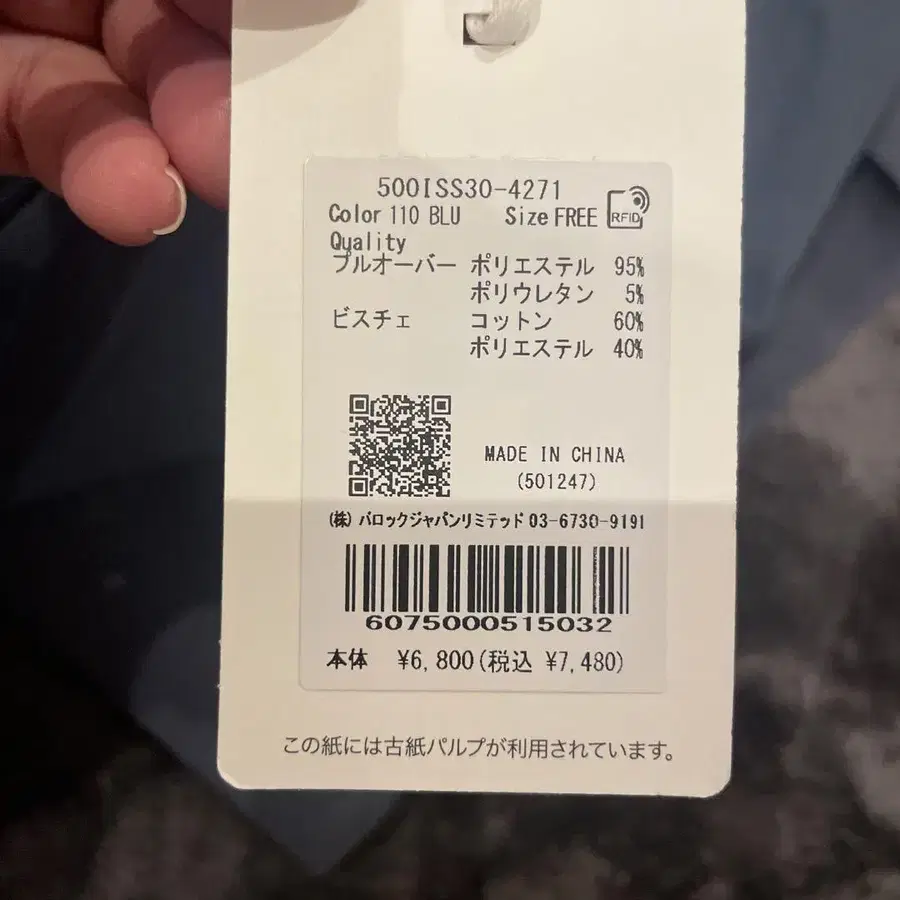 500ISS30-4271
Color 110 BLU Size FREE RFID
Quality
プルオーバー ポリエステル 95%
ポリウレタン 5%
ビスチェ コットン 60%
ポリエステル 40%
MADE IN CHINA
(501247)
(株) バロックジャパンリミテッド 03-6730-9191
6075000515032
本体 ¥6,800(税込 ¥7,480)
この紙には古紙パルプが利用されています。